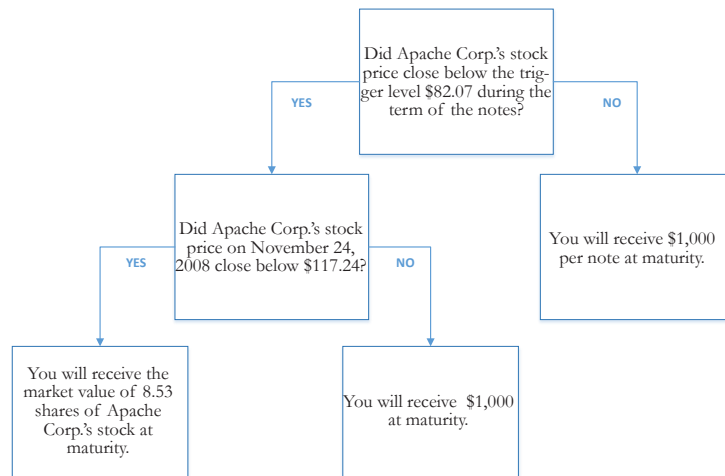 Did Apache Corp.'s stock
price close below the trig-
ger level $82.07 during the
term of the notes?
YES
NO
Did Apache Corp.'s stock
price on November 24,
2008 close below $117.24?
You will receive $1,000
per note at maturity.
YES
NO
You will receive the
market value of 8.53
shares of Apache
Corp.'s stock at
maturity.
You will receive $1,000
at maturity.